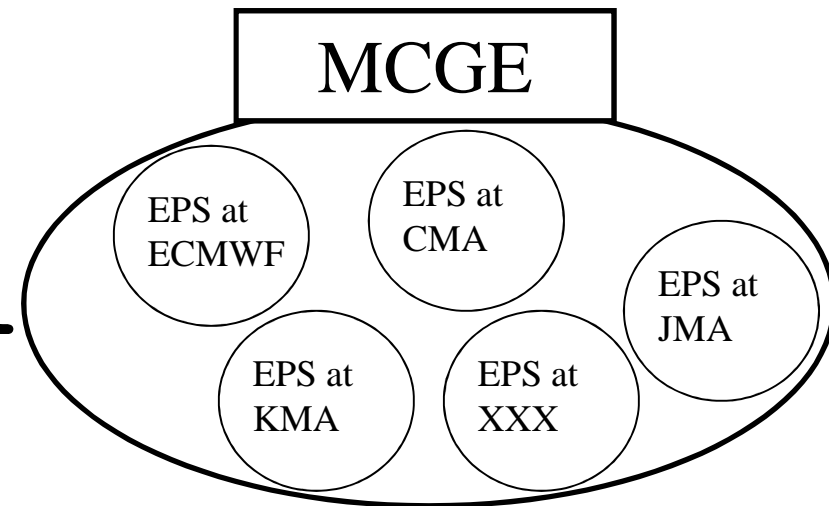 MCGE
EPS at
ECMWF
EPS at
CMA
EPS at
JMA
EPS at
KMA
EPS at
XXX